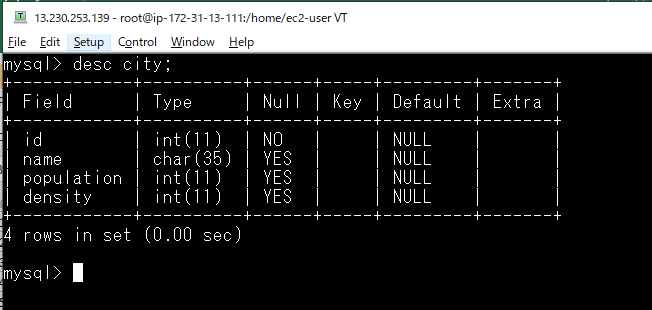 13.230.253.139 - root@ip-172-31-13-111:/home/ec2-user VT
File Edit Setup Control Window Help
mysql> desc city;
+------------+----------+------+-----+---------+-------+
| Field | Type | Null | Key | Default | Extra |
+------------+----------+------+-----+---------+-------+
| id | int(11) | NO | | NULL | |
| name | char(35) | YES | | NULL | |
| population | int(11) | YES | | NULL | |
| density | int(11) | YES | | NULL | |
+------------+----------+------+-----+---------+-------+
4 rows in set (0.00 sec)
mysql>